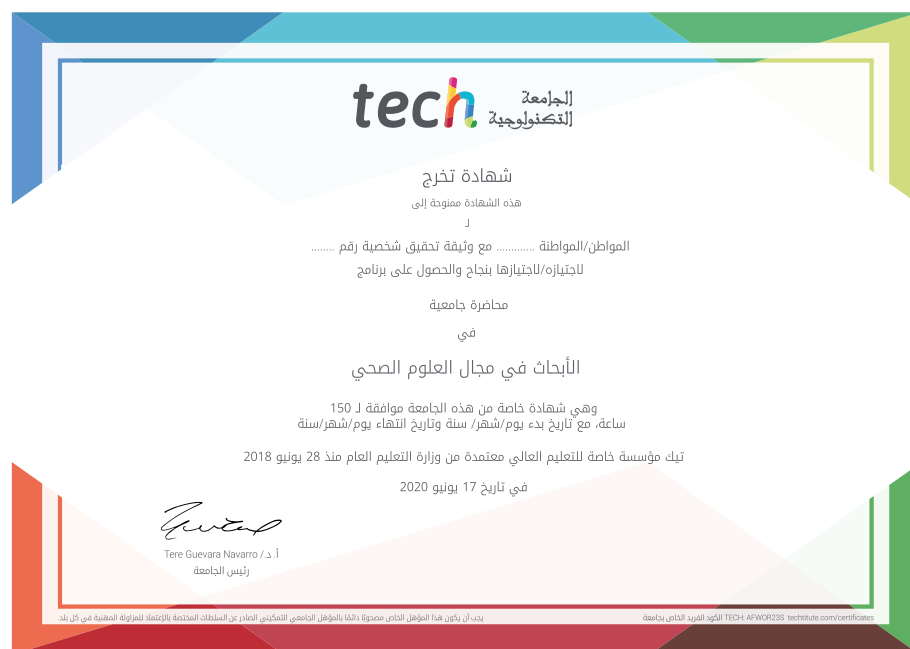 tech الجامعة
التكنولوجية
شهادة تخرج
هذه الشهادة ممنوحة إلى
لـ
المواطن/المواطنة ............. مع وثيقة تحقيق شخصية رقم ........
لاجتيازه/لاجتيازها بنجاح والحصول على برنامج
محاضرة جامعية
في
الأبحاث في مجال العلوم الصحي
وهي شهادة خاصة من هذه الجامعة موافقة لـ 150
ساعة، مع تاريخ بدء يوم/شهر/ سنة وتاريخ انتهاء يوم/شهر/سنة
تيك مؤسسة خاصة للتعليم العالي معتمدة من وزارة التعليم العام منذ 28 يونيو 2018
في تاريخ 17 يونيو 2020
أ. د./ Tere Guevara Navarro
رئيس الجامعة
يجب أن يكون هذا المؤهل الخاص مصحوبًا دائمًا بالمؤهل الجامعي التمكيني الصادر عن السلطات المختصة بالإعتماد للمزاولة المهنية في كل بلد.
الكود الفريد الخاص بجامعة TECH: AFWOR23S techtitute.com/certificates